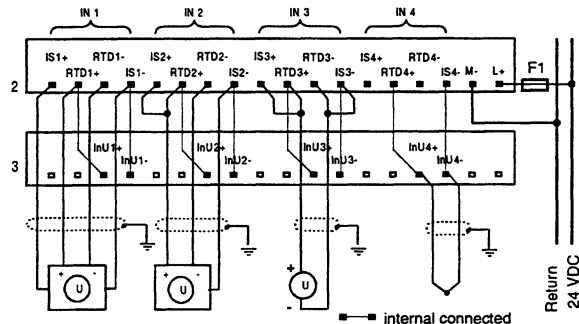 IN 1 IN 2 IN 3 IN 4
IS1+ RTD1- IS2+ RTD2- IS3+ RTD3- IS4+ RTD4-
RTD1+ IS1- RTD2+ IS2- RTD3+ IS3- RTD4+ IS4- M- L+ F1
2
InU1+ InU2+ InU3+ InU4+
InU1- InU2- InU3- InU4-
3
+ - + - +
U U U
-
Return
24 VDC
internal connected